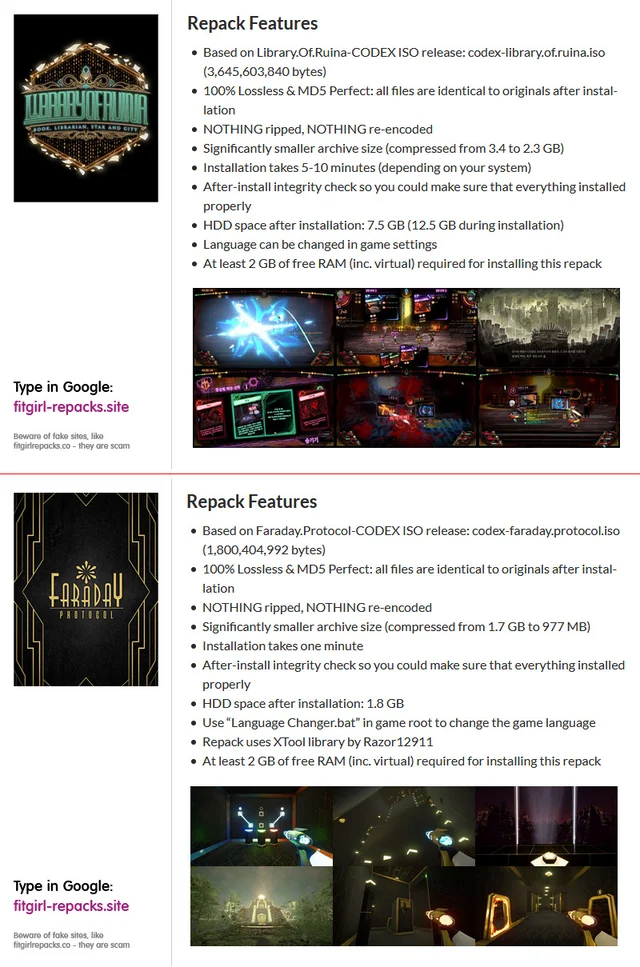 LIBRARY OF RUINA
BOOK, LIBRARIAN, STAR AND CITY
Type in Google:
fitgirl-repacks.site
Beware of fake sites, like
fitgirlrepacks.co - they are scam
Repack Features
• Based on Library.Of.Ruina-CODEX ISO release: codex-library.of.ruina.iso
(3,645,603,840 bytes)
• 100% Lossless & MD5 Perfect: all files are identical to originals after instal-
lation
• NOTHING ripped, NOTHING re-encoded
• Significantly smaller archive size (compressed from 3.4 to 2.3 GB)
• Installation takes 5-10 minutes (depending on your system)
• After-install integrity check so you could make sure that everything installed
properly
• HDD space after installation: 7.5 GB (12.5 GB during installation)
• Language can be changed in game settings
• At least 2 GB of free RAM (inc. virtual) required for installing this repack
FARADAY
PROTOCOL
Type in Google:
fitgirl-repacks.site
Beware of fake sites, like
fitgirlrepacks.co - they are scam
Repack Features
• Based on Faraday.Protocol-CODEX ISO release: codex-faraday.protocol.iso
(1,800,404,992 bytes)
• 100% Lossless & MD5 Perfect: all files are identical to originals after instal-
lation
• NOTHING ripped, NOTHING re-encoded
• Significantly smaller archive size (compressed from 1.7 GB to 977 MB)
• Installation takes one minute
• After-install integrity check so you could make sure that everything installed
properly
• HDD space after installation: 1.8 GB
• Use “Language Changer.bat” in game root to change the game language
• Repack uses XTool library by Razor12911
• At least 2 GB of free RAM (inc. virtual) required for installing this repack